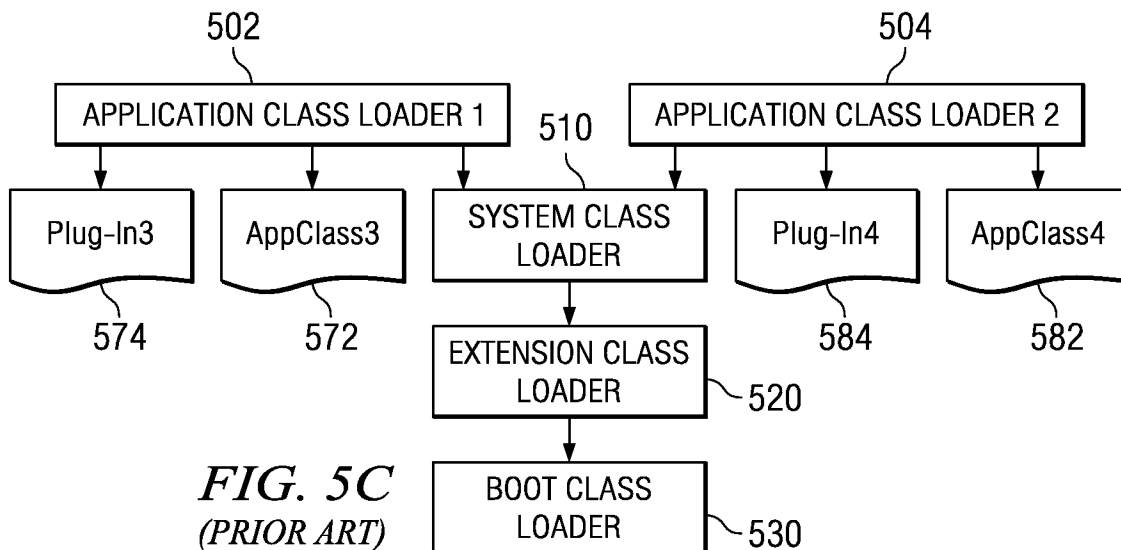 502
504
APPLICATION CLASS LOADER 1
510
APPLICATION CLASS LOADER 2
Plug-In3
AppClass3
SYSTEM CLASS
LOADER
Plug-In4
AppClass4
574
572
584
582
EXTENSION CLASS
LOADER
520
FIG. 5C
(PRIOR ART)
BOOT CLASS
LOADER
530